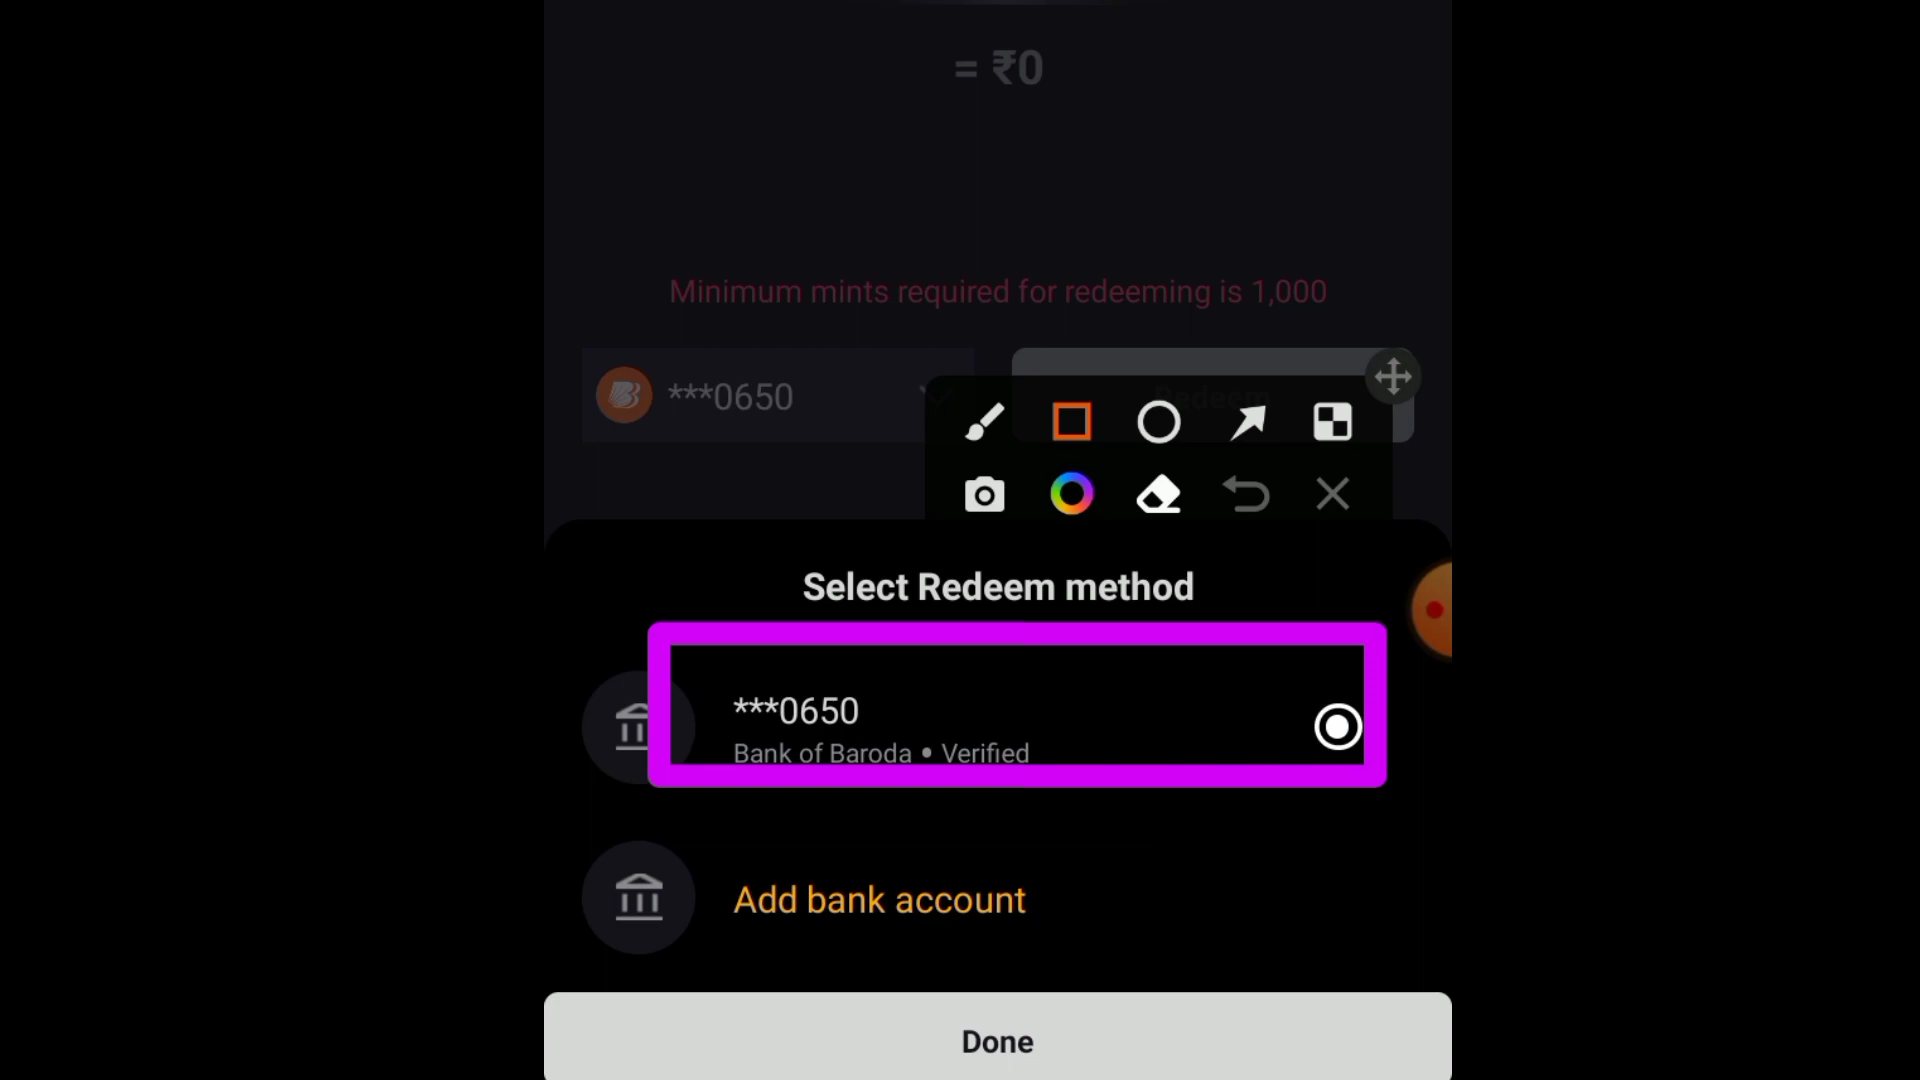 = ₹0
Minimum mints required for redeeming is 1,000
***0650
Redeem
Select Redeem method
***0650
Bank of Baroda • Verified
Add bank account
Done